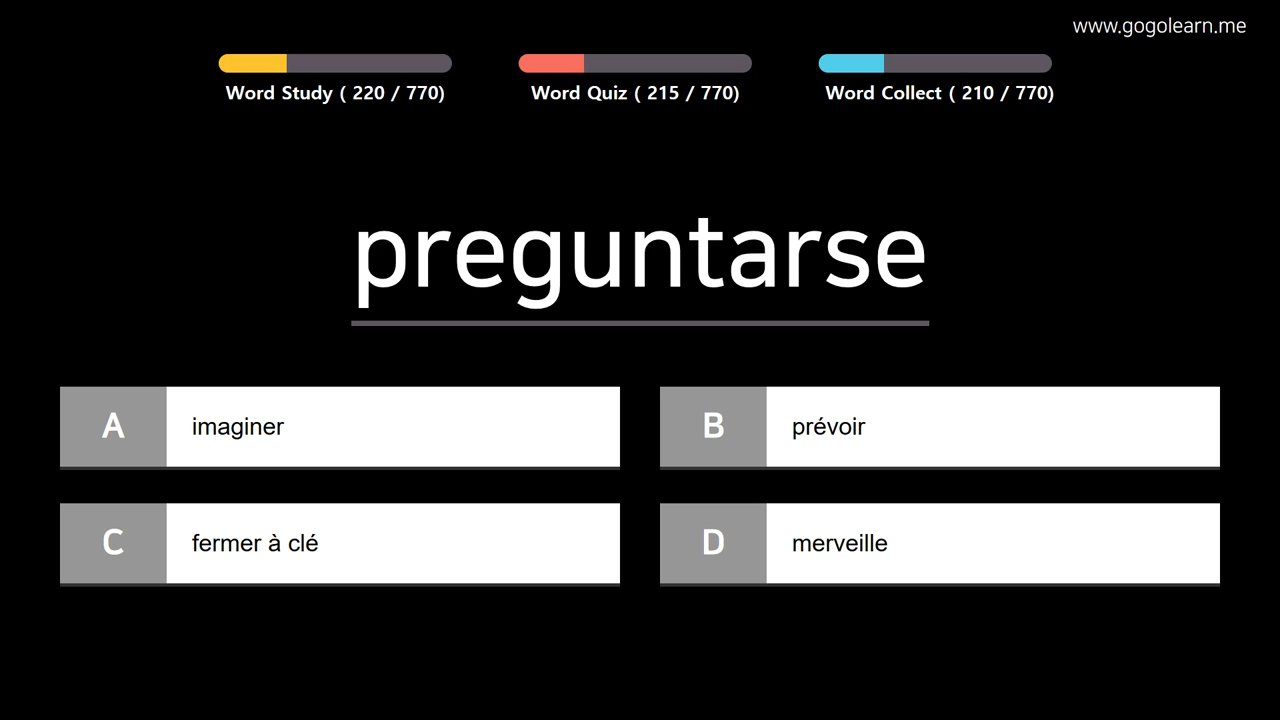 www.gogolearn.me
Word Study ( 220 / 770)
Word Quiz ( 215 / 770)
Word Collect ( 210 / 770)
preguntarse
A imaginer
B prévoir
C fermer à clé
D merveille